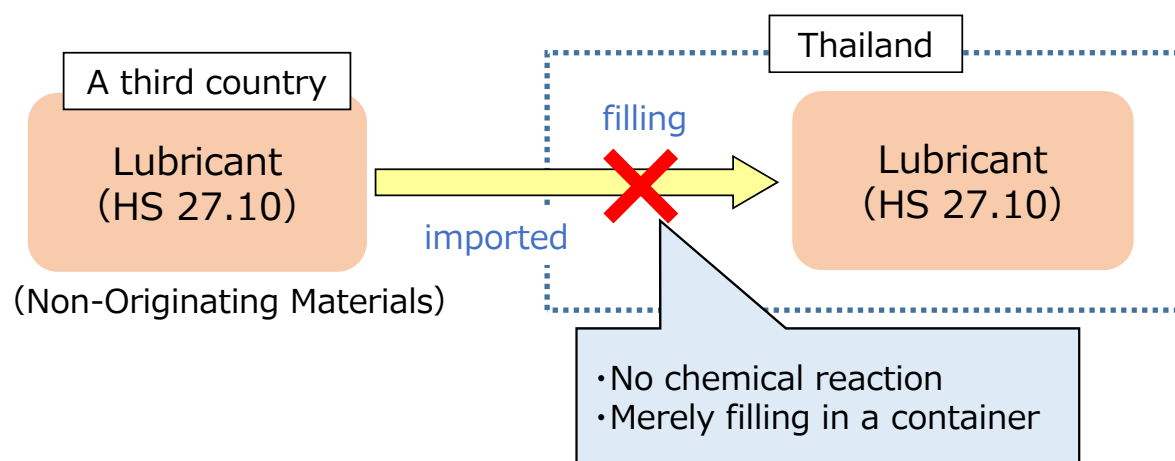 Thailand
A third country
filling
Lubricant
（HS 27.10）
Lubricant
（HS 27.10）
imported
（Non-Originating Materials）
・No chemical reaction
・Merely filling in a container